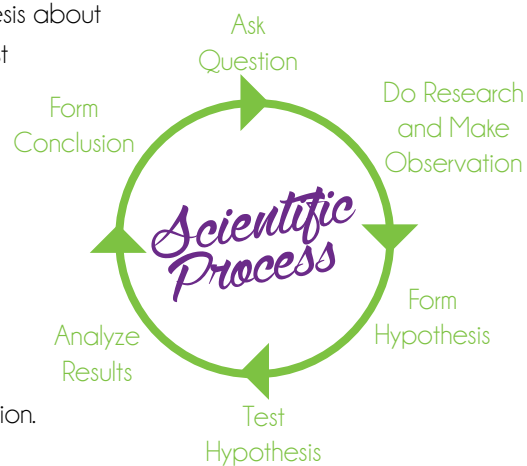 esis about
st
ion.
Ask
Question
Do Research
and Make
Observation
Form
Hypothesis
Test
Hypothesis
Analyze
Results
Form
Conclusion
Scientific
Process